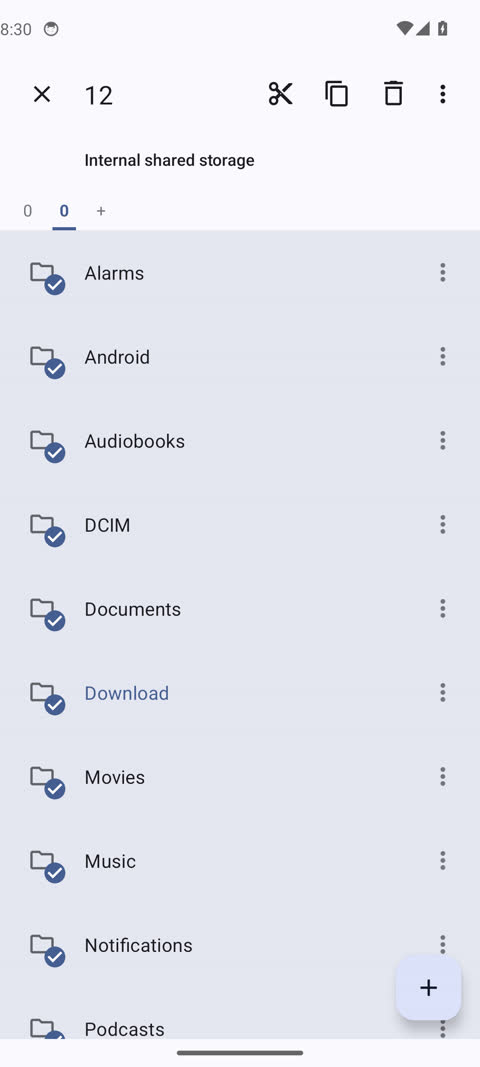 8:30
12
Internal shared storage
0 0 +
Alarms
Android
Audiobooks
DCIM
Documents
Download
Movies
Music
Notifications
Podcasts